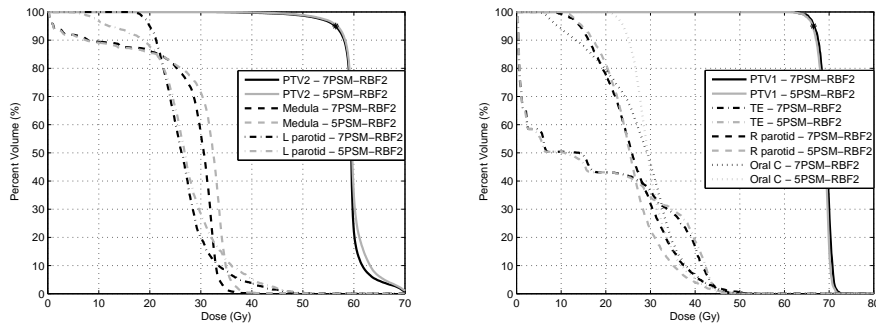 100
90
80
70
60
50
40
30
20
10
0
Percent Volume (%)
0 10 20 30 40 50 60 70
Dose (Gy)
PTV2 − 7PSM−RBF2
PTV2 − 5PSM−RBF2
Medula − 7PSM−RBF2
Medula − 5PSM−RBF2
L parotid − 7PSM−RBF2
L parotid − 5PSM−RBF2
100
90
80
70
60
50
40
30
20
10
0
Percent Volume (%)
0 10 20 30 40 50 60 70 80
Dose (Gy)
PTV1 − 7PSM−RBF2
PTV1 − 5PSM−RBF2
TE − 7PSM−RBF2
TE − 5PSM−RBF2
R parotid − 7PSM−RBF2
R parotid − 5PSM−RBF2
Oral C − 7PSM−RBF2
Oral C − 5PSM−RBF2